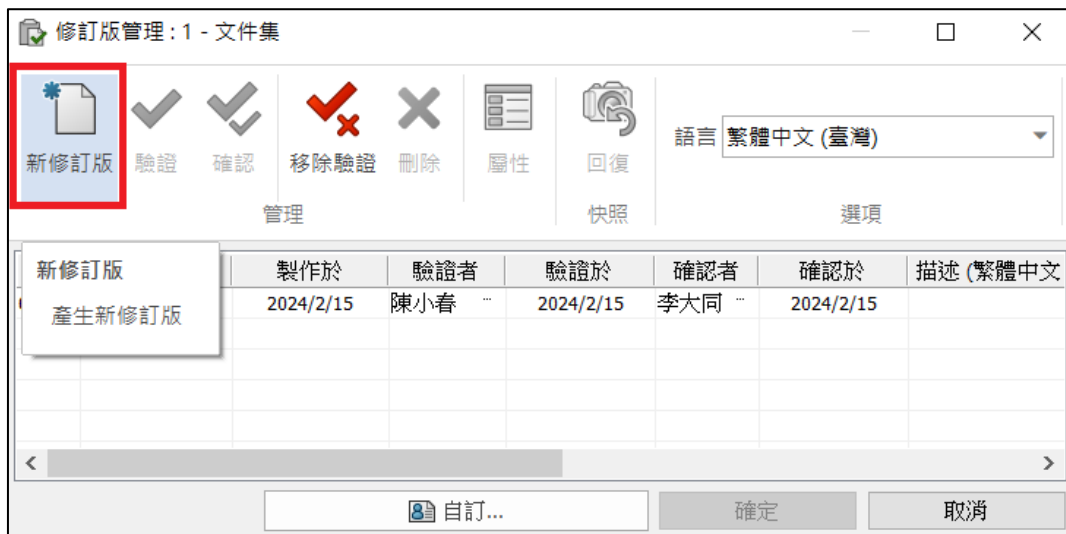 修訂版管理 : 1 - 文件集
新修訂版 驗證 確認 移除驗證 刪除 屬性 回復 語言 繁體中文 (臺灣)
管理 快照 選項
製作於 驗證者 驗證於 確認者 確認於 描述 (繁體中文
2024/2/15 陳小春 ... 2024/2/15 李大同 ... 2024/2/15
新修訂版
產生新修訂版
自訂... 確定 取消